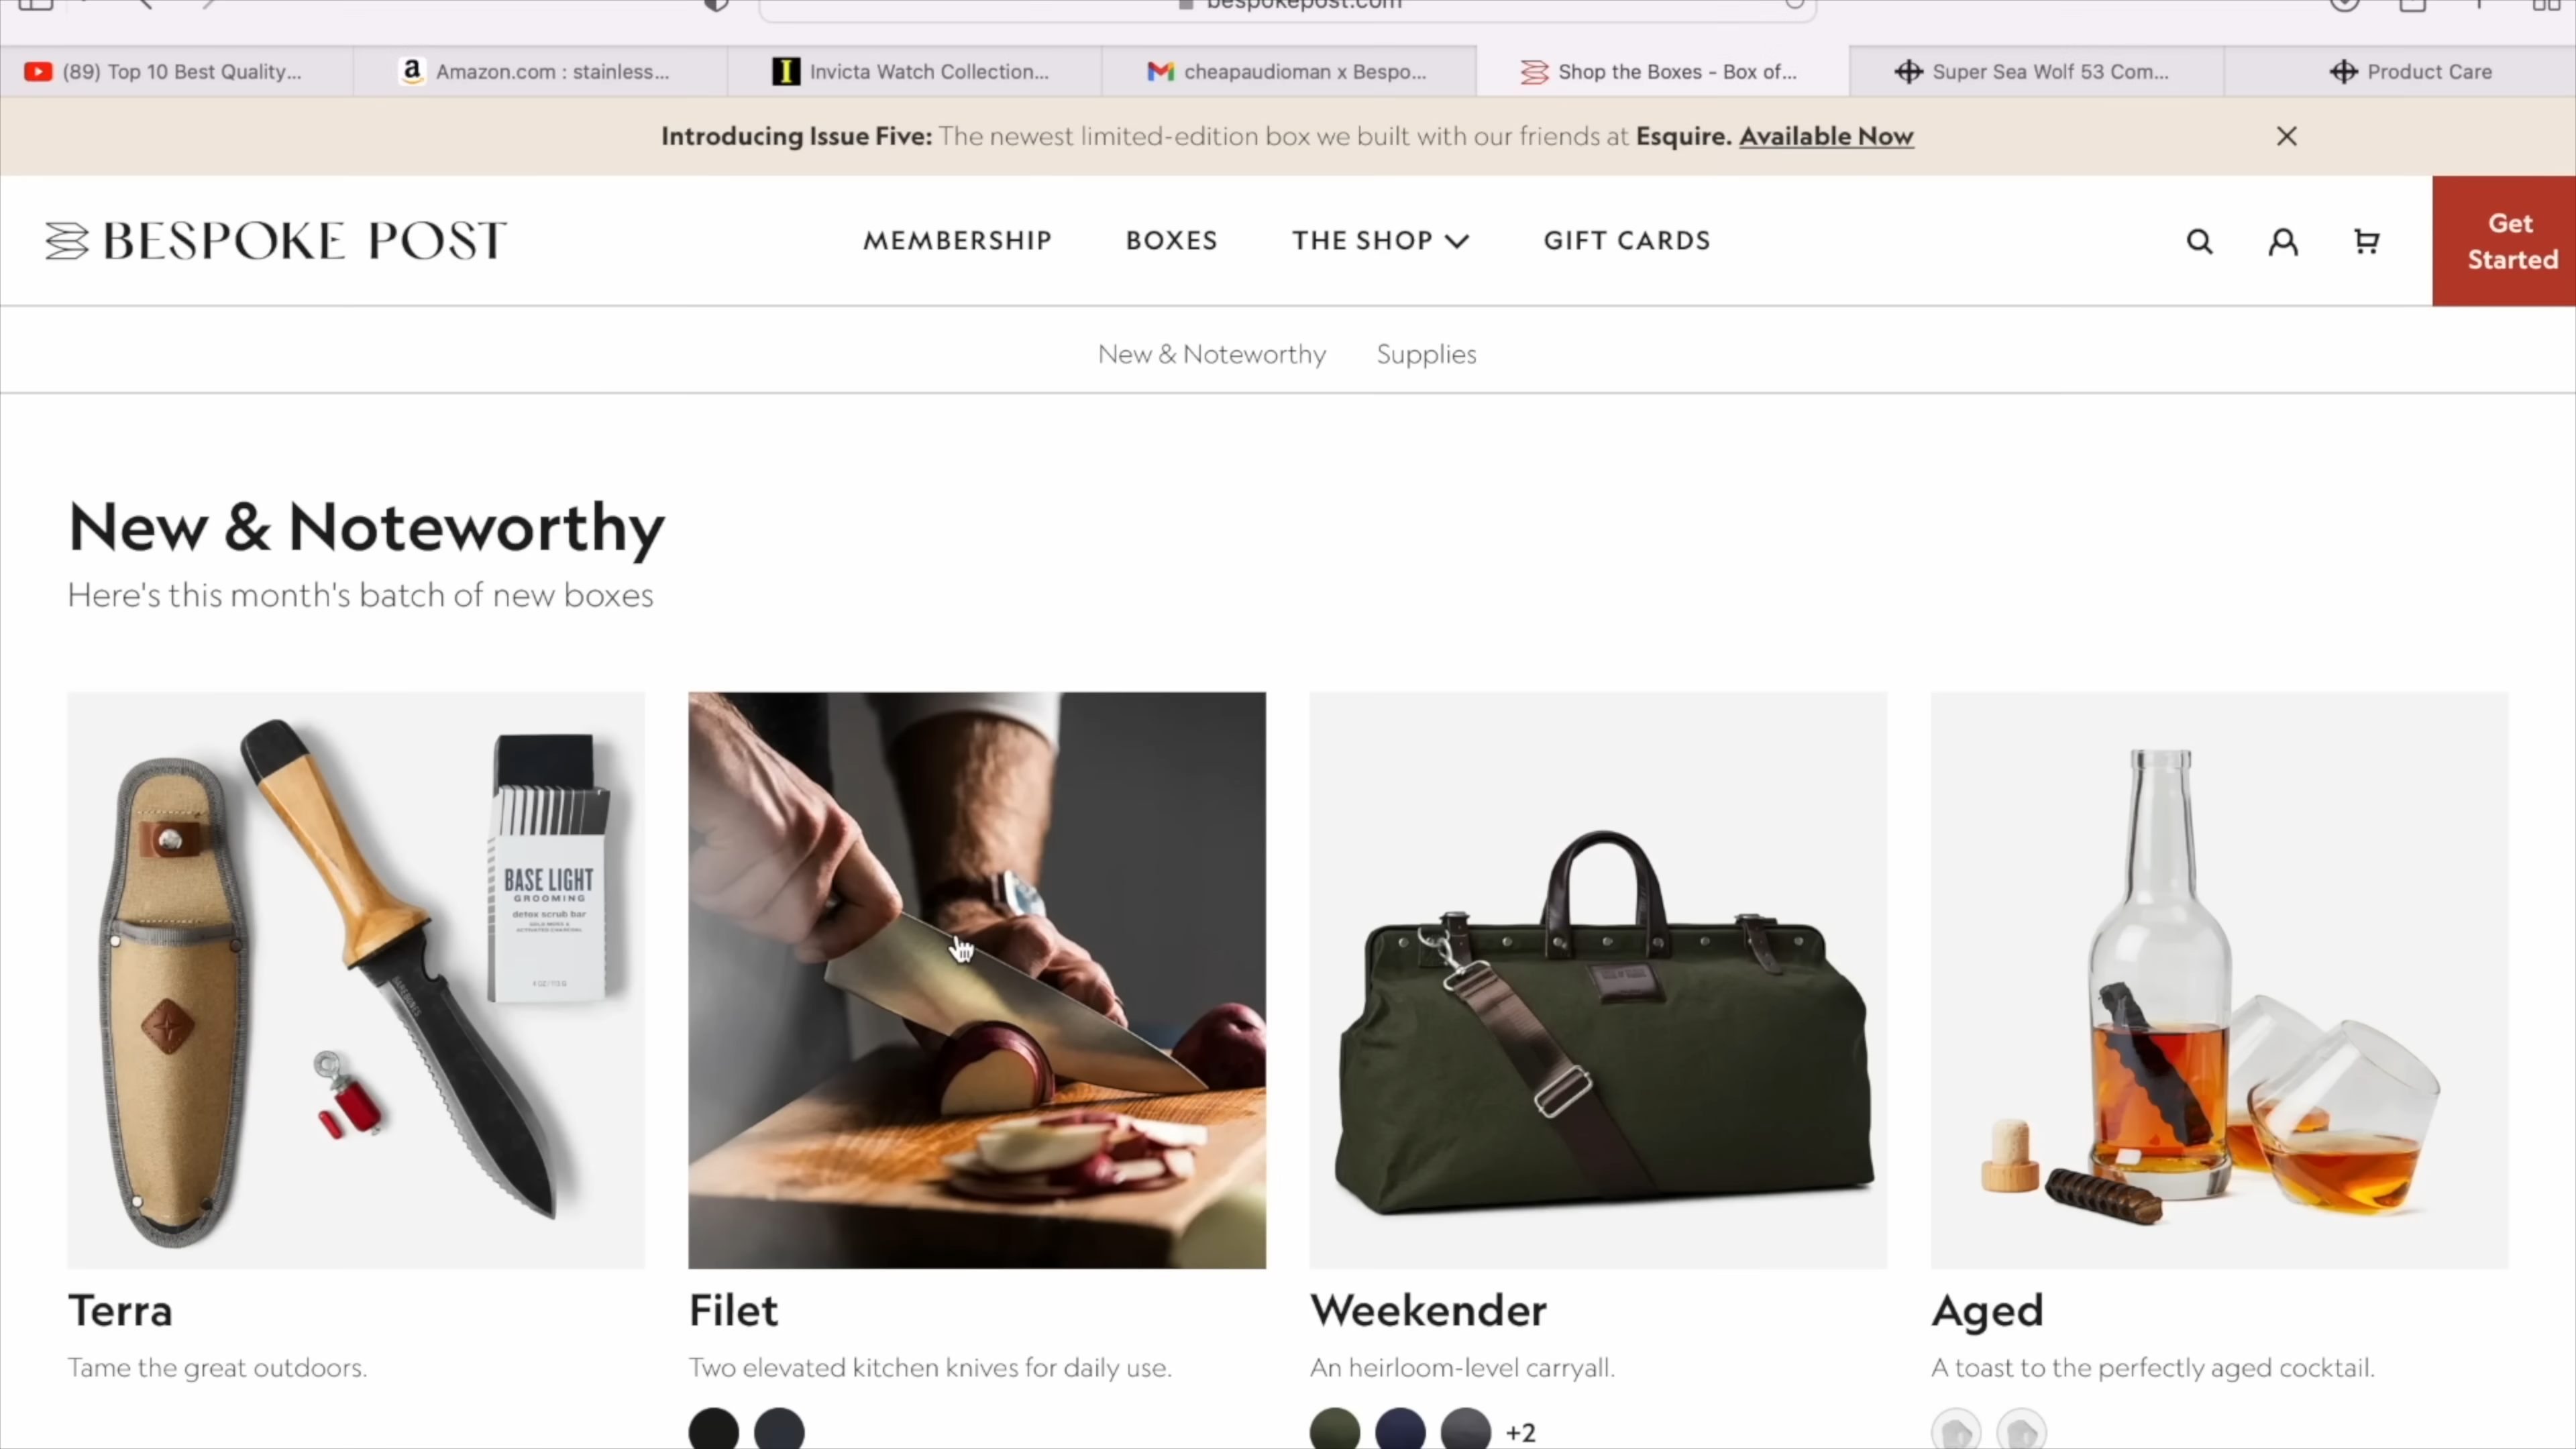 bespokepost.com
(89) Top 10 Best Quality...
Amazon.com : stainless...
Invicta Watch Collection...
cheapaudioman x Bespo...
Shop the Boxes - Box of...
Super Sea Wolf 53 Com...
Product Care
Introducing Issue Five: The newest limited-edition box we built with our friends at Esquire. Available Now
BESPOKE POST
MEMBERSHIP
BOXES
THE SHOP
GIFT CARDS
Get
Started
New & Noteworthy
Supplies
New & Noteworthy
Here's this month's batch of new boxes
BASE LIGHT
GROOMING
detox scrub bar
Terra
Filet
Weekender
Aged
Tame the great outdoors.
Two elevated kitchen knives for daily use.
An heirloom-level carryall.
A toast to the perfectly aged cocktail.
+2